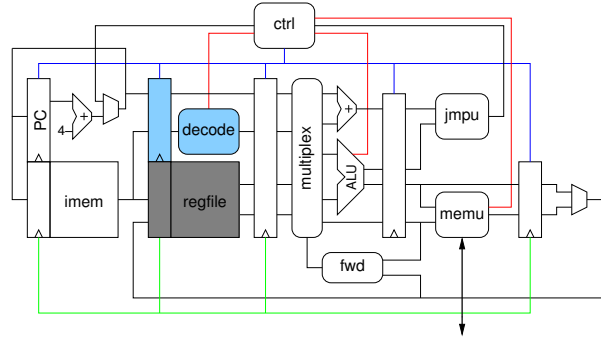 ctrl
PC
+
4
decode
multiplex
+
ALU
jmpu
imem
regfile
memu
fwd